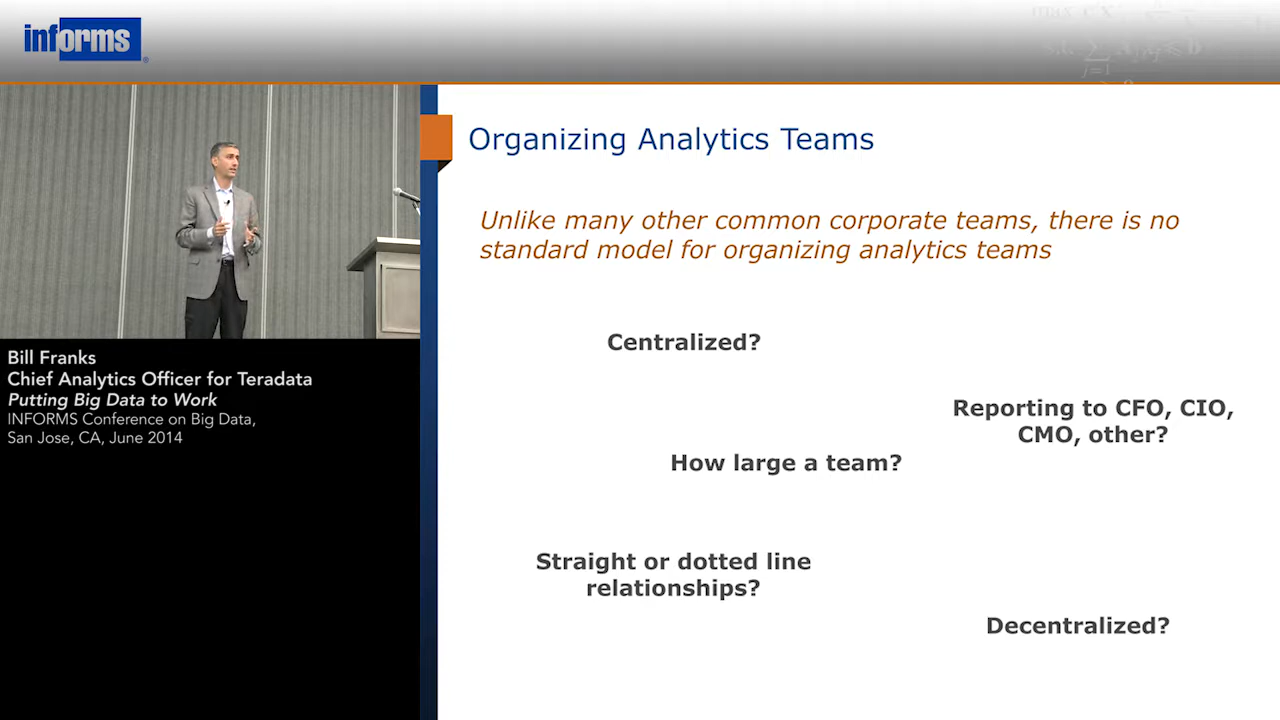 informs
Organizing Analytics Teams
Unlike many other common corporate teams, there is no
standard model for organizing analytics teams
Centralized?
Reporting to CFO, CIO,
CMO, other?
How large a team?
Straight or dotted line
relationships?
Decentralized?
Bill Franks
Chief Analytics Officer for Teradata
Putting Big Data to Work
INFORMS Conference on Big Data,
San Jose, CA, June 2014